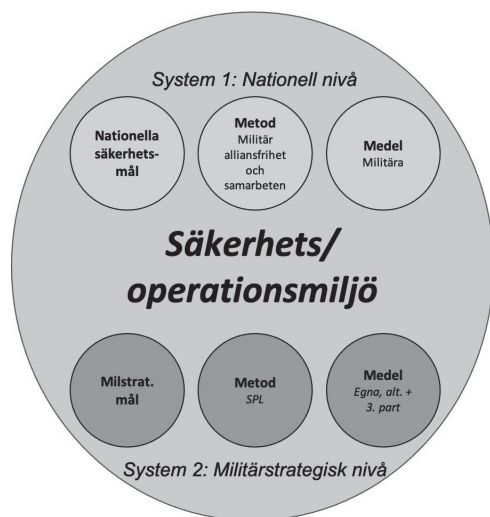 System 1: Nationell nivå
Nationella
säkerhets-
mål
Metod
Militär
alliansfrihet
och
samarbeten
Medel
Militära
Säkerhets/
operationsmiljö
Milstrat.
mål
Metod
SPL
Medel
Egna, alt. +
3. part
System 2: Militärstrategisk nivå